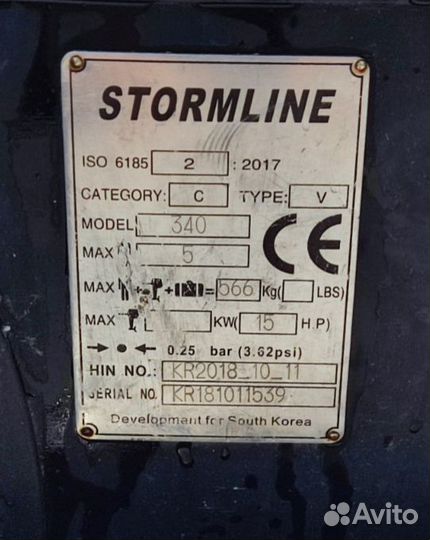 STORMLINE
ISO 6185 2 : 2017
CATEGORY: C TYPE: V
MODEL 340
MAX 5
MAX + + = 566 Kg( LBS)
MAX KW( 15 H.P)
0.25 bar (3.62psi)
HIN NO.: KR2018_10_11
SERIAL NO. KR181011539
Development for South Korea
CE
Avito